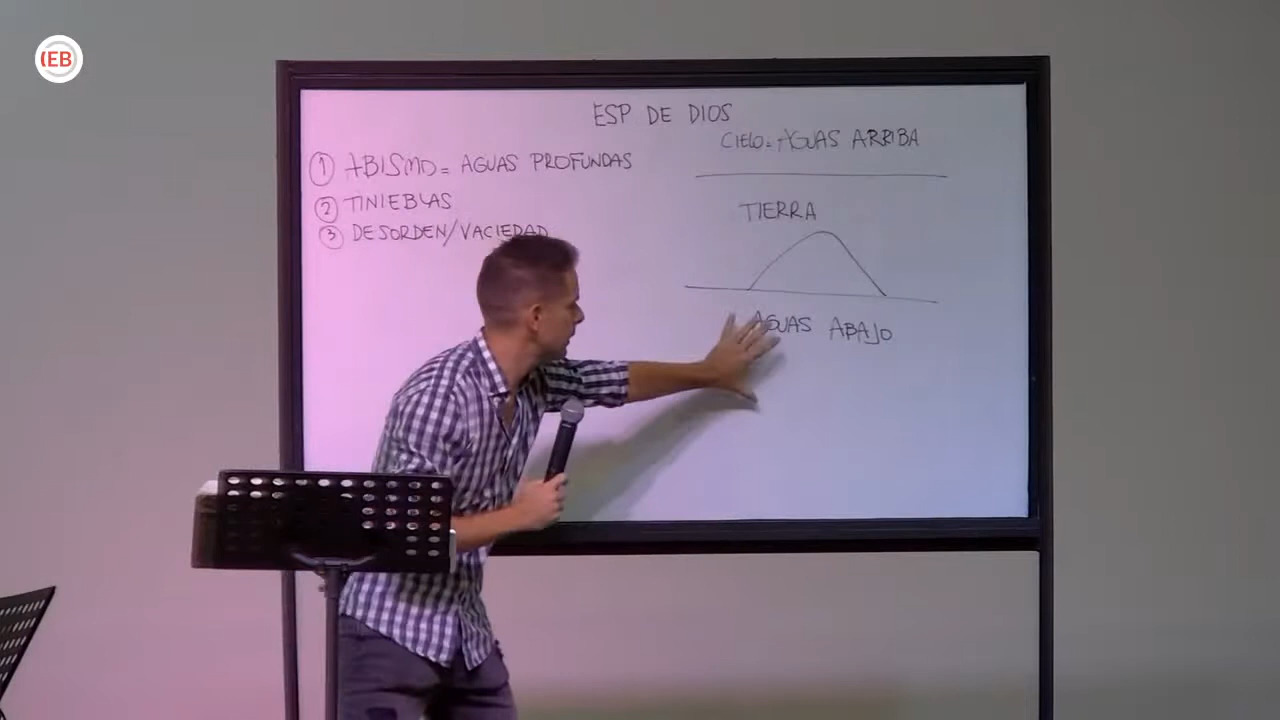 IEB
ESP DE DIOS
① ABISMO = AGUAS PROFUNDAS
② TINIEBLAS
③ DESORDEN/VACIEDAD
CIELO = AGUAS ARRIBA
TIERRA
AGUAS ABAJO